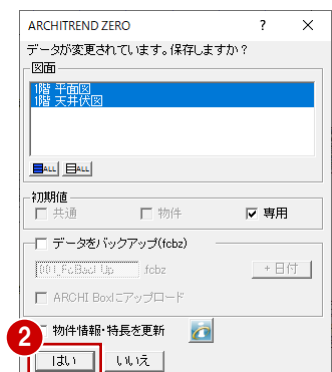 ARCHITREND ZERO ? ×
データが変更されています。保存しますか？
図面
1階 平面図
1階 天井伏図
ALL ALL
初期値
共通 物件 専用
データをバックアップ(fcbz)
.fcbz +日付
ARCHI Boxにアップロード
物件情報・特長を更新
2
はい いいえ